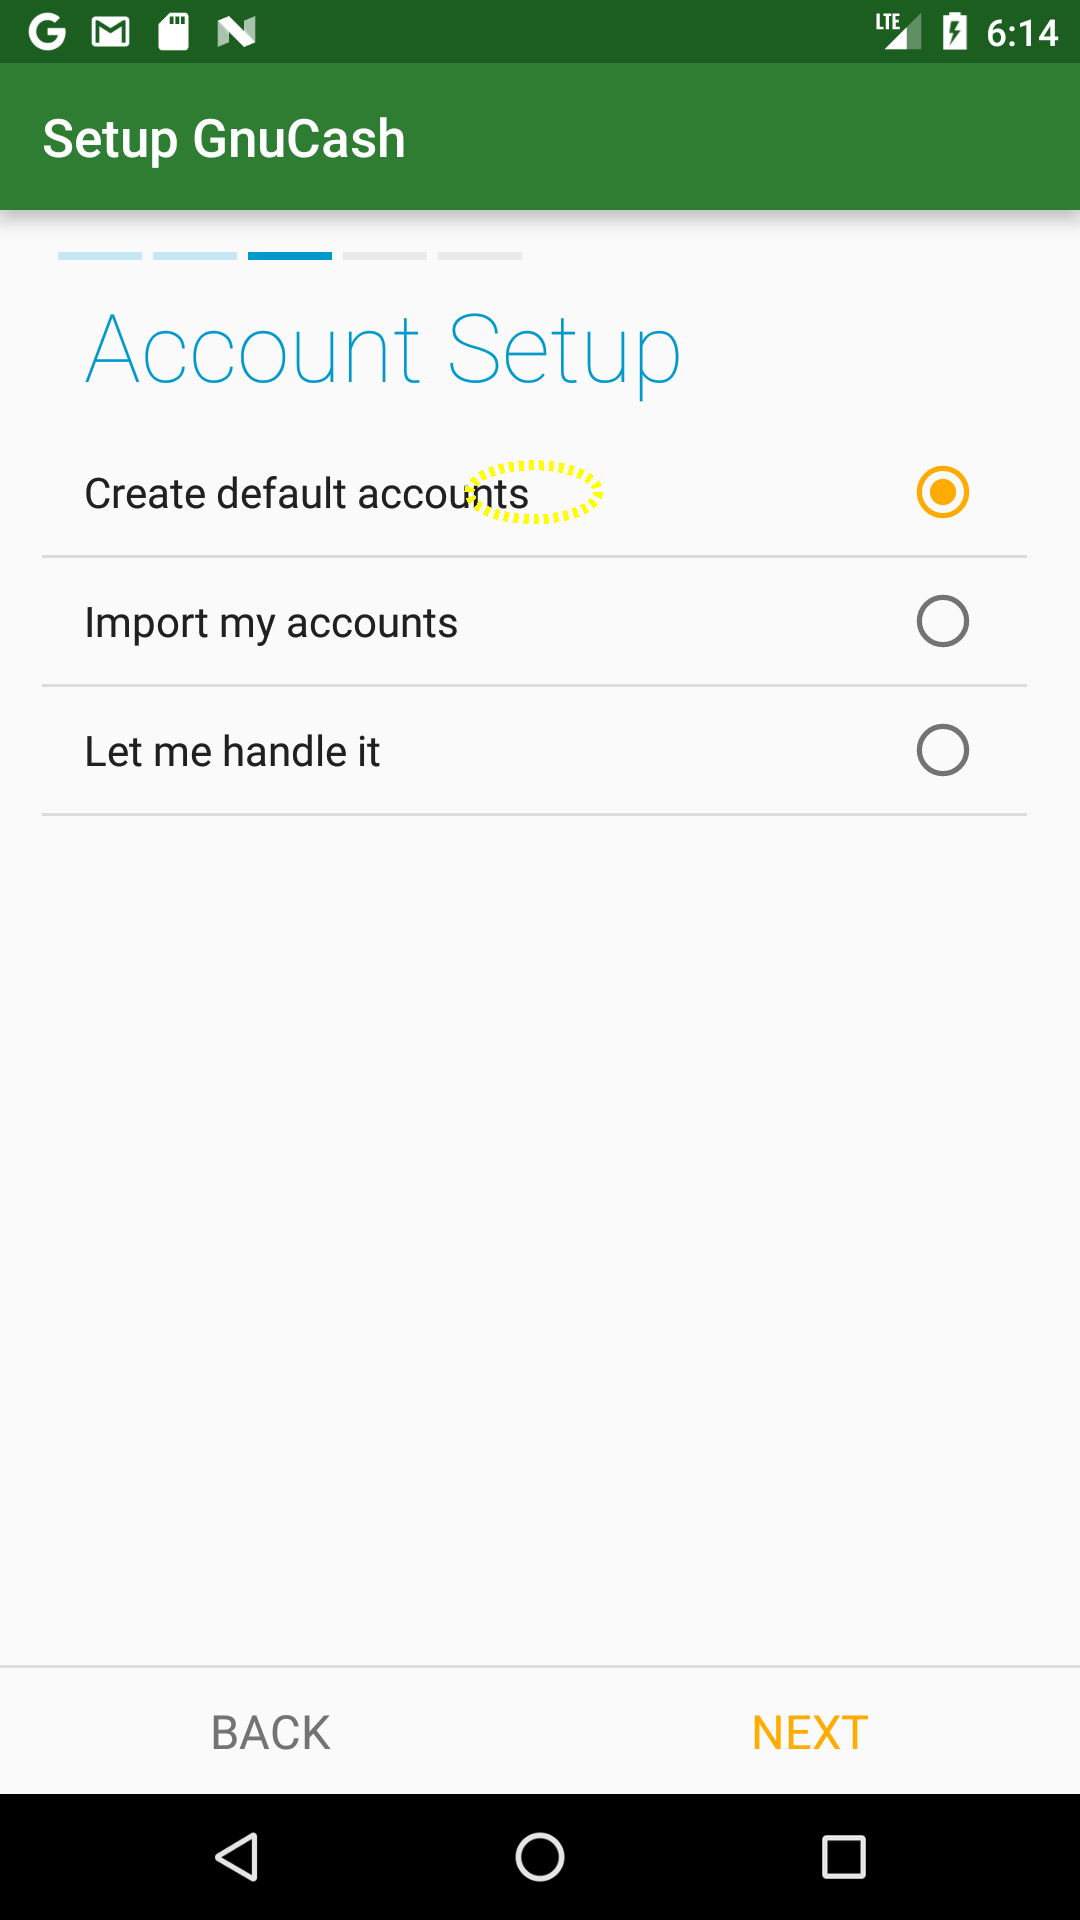 LTE 6:14
Setup GnuCash
Account Setup
Create default accounts
Import my accounts
Let me handle it
BACK NEXT